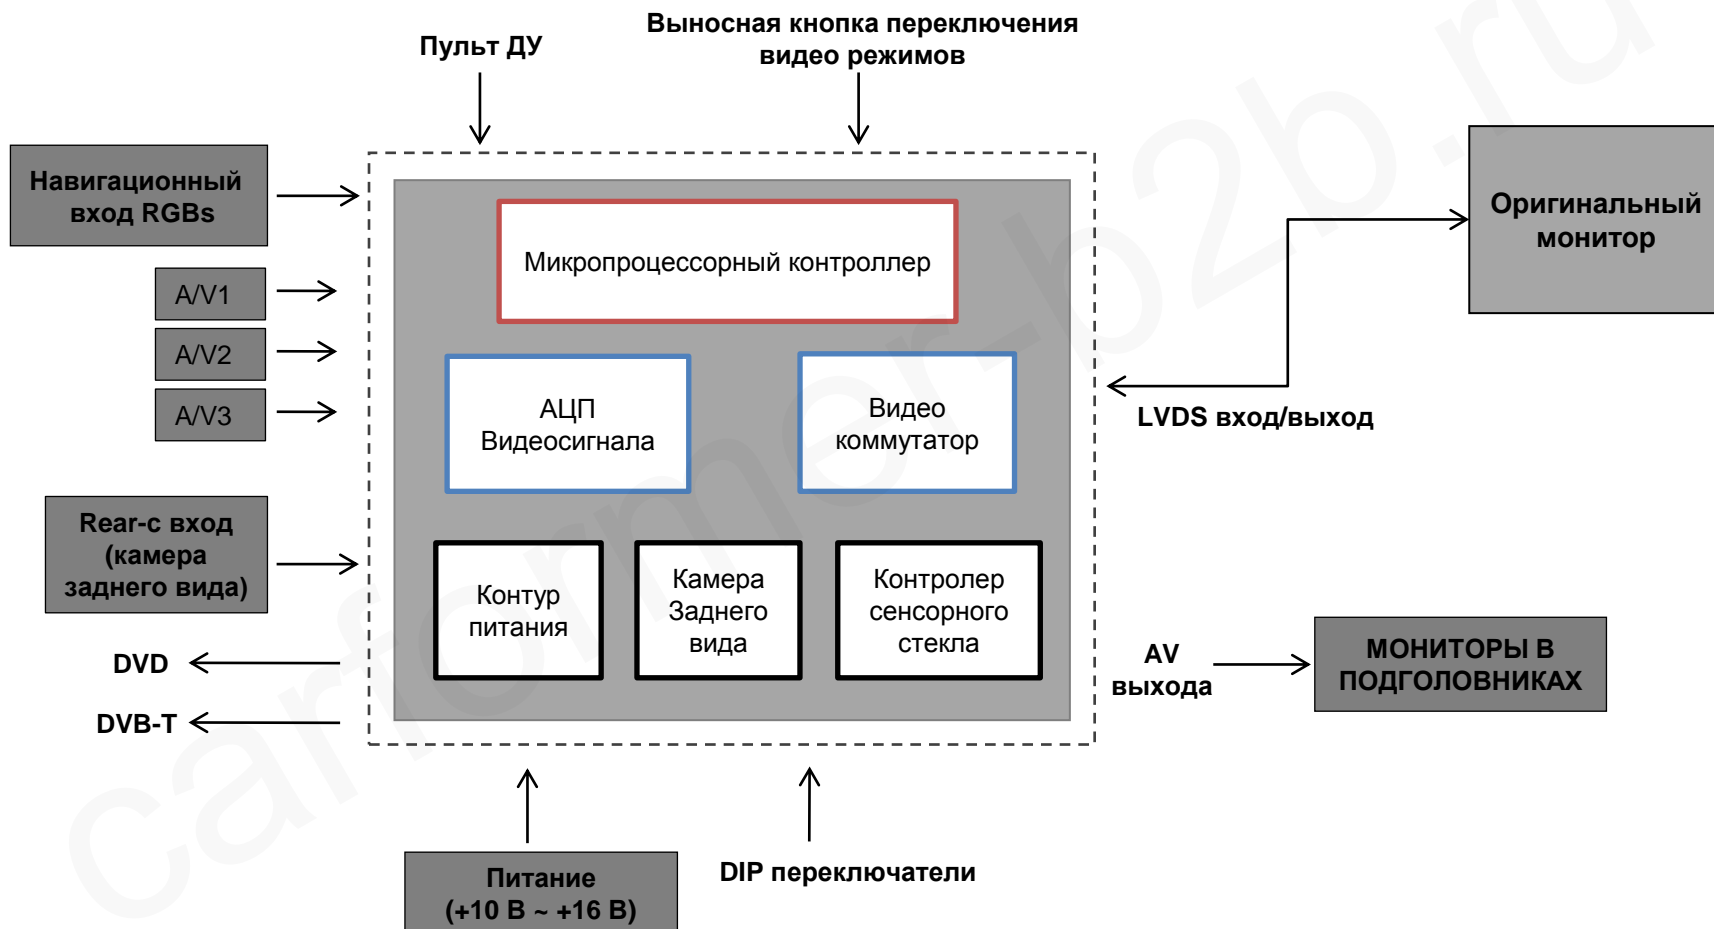 Пульт ДУ
Выносная кнопка переключения
видео режимов
Навигационный
вход RGBs
A/V1
A/V2
A/V3
Rear-c вход
(камера
заднего вида)
DVD
DVB-T
Микропроцессорный контроллер
АЦП
Видеосигнала
Видео
коммутатор
Контур
питания
Камера
Заднего
вида
Контролер
сенсорного
стекла
Оригинальный
монитор
LVDS вход/выход
AV
выхода
МОНИТОРЫ В
ПОДГОЛОВНИКАХ
Питание
(+10 В ~ +16 В)
DIP переключатели
carformer-b2b.ru